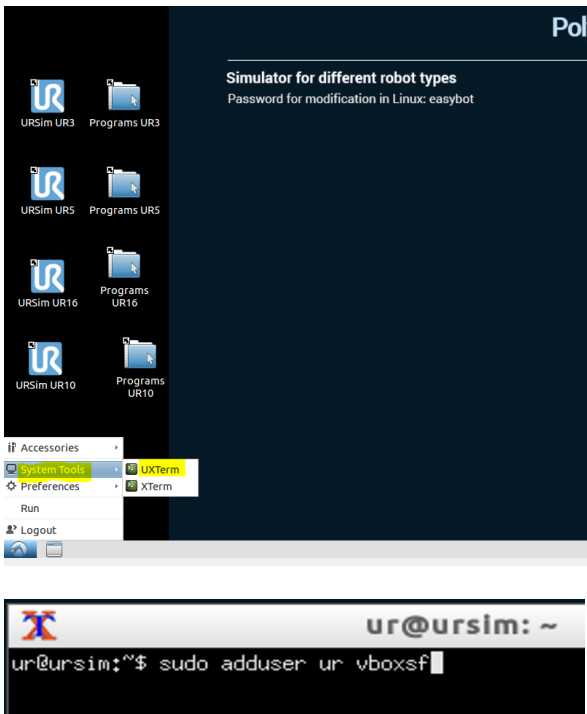 Pol
Simulator for different robot types
Password for modification in Linux: easybot
URSim UR3
Programs UR3
URSim UR5
Programs UR5
URSim UR16
Programs
UR16
URSim UR10
Programs
UR10
Accessories
System Tools
UXTerm
Preferences
XTerm
Run
Logout
ur@ursim: ~
ur@ursim:~$ sudo adduser ur vboxsf